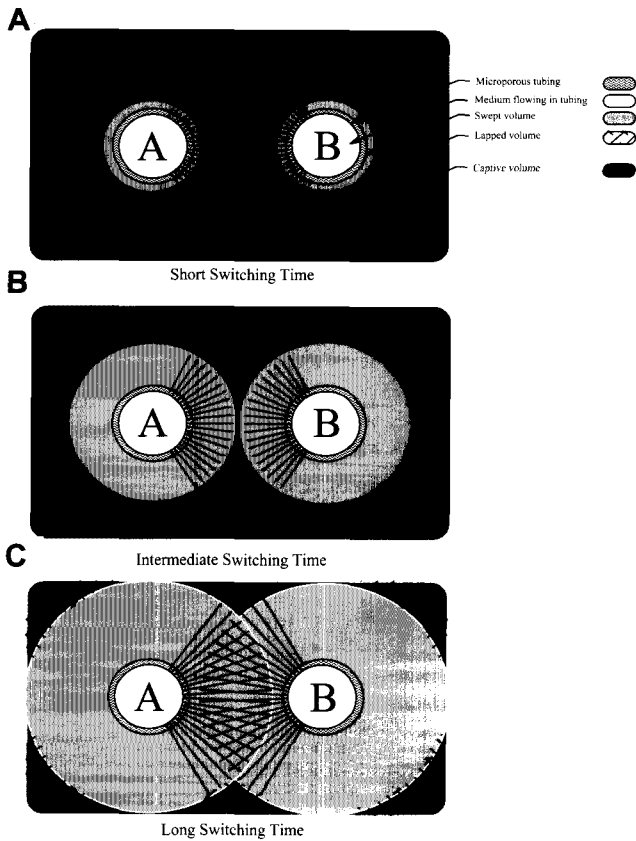 A
A
B
Microporous tubing
Medium flowing in tubing
Swept volume
Lapped volume
Captive volume
Short Switching Time
B
A
B
Intermediate Switching Time
C
A
B
Long Switching Time